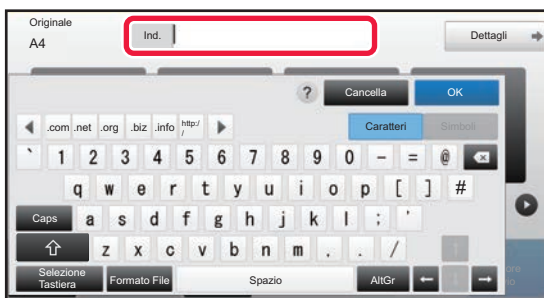 Originale
A4
Ind.
Dettagli
?
Cancella
OK
.com .net .org .biz .info http:/
/
Caratteri
Simboli
` 1 2 3 4 5 6 7 8 9 0 - = @
q w e r t y u i o p [ ] #
Caps a s d f g h j k l ; '
z x c v b n m , . /
Selezione
Tastiera
Formato File
Spazio
AltGr